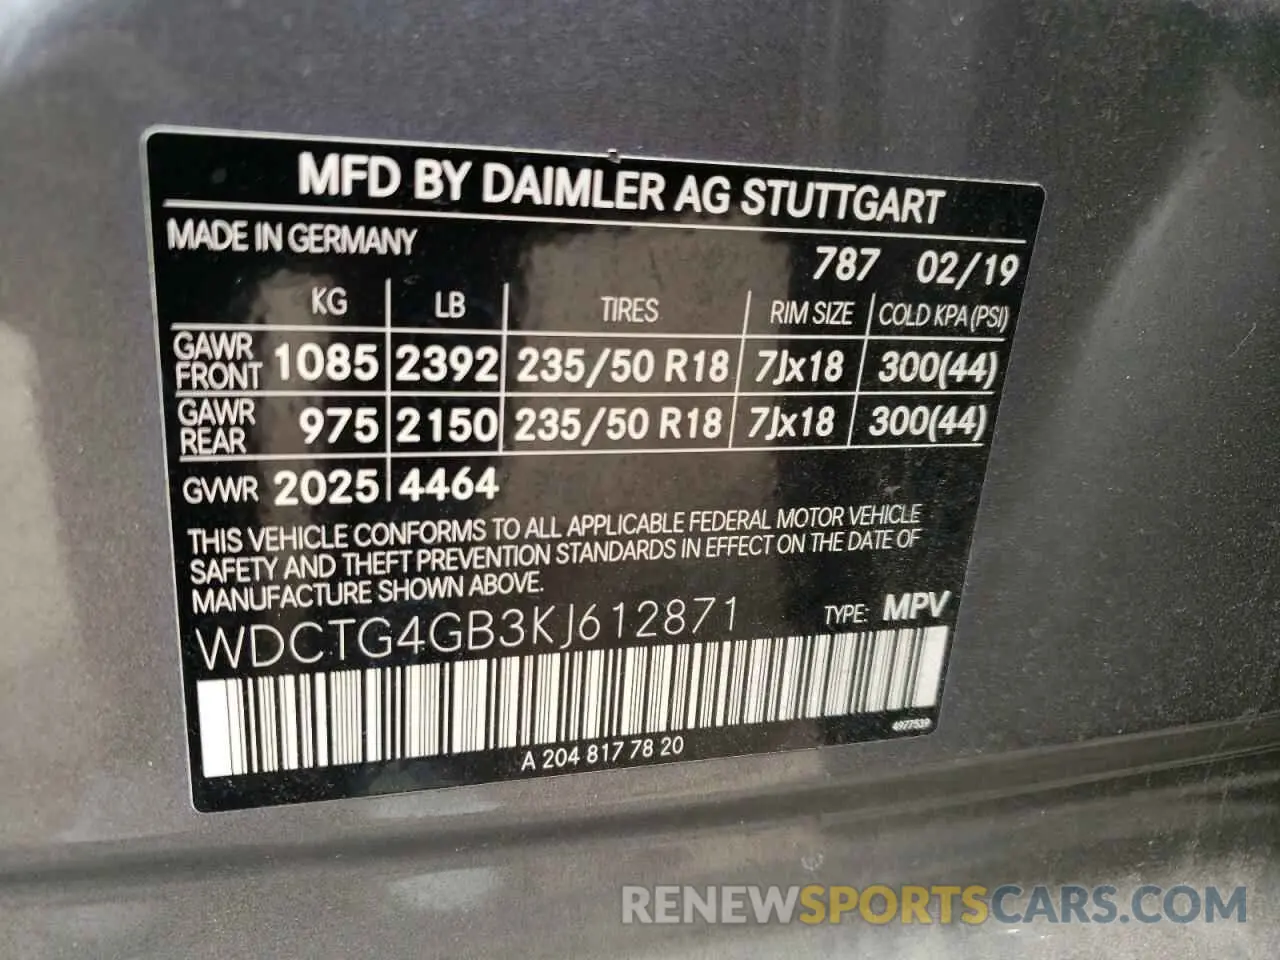 MFD BY DAIMLER AG STUTTGART
MADE IN GERMANY
787 02/19
KG LB TIRES RIM SIZE COLD KPA (PSI)
GAWR FRONT 1085 2392 235/50 R18 7Jx18 300(44)
GAWR REAR 975 2150 235/50 R18 7Jx18 300(44)
GVWR 2025 4464
THIS VEHICLE CONFORMS TO ALL APPLICABLE FEDERAL MOTOR VEHICLE
SAFETY AND THEFT PREVENTION STANDARDS IN EFFECT ON THE DATE OF
MANUFACTURE SHOWN ABOVE.
WDCTG4GB3KJ612871 TYPE: MPV
4977539
A 204 817 78 20
RENEWSPORTSCARS.COM